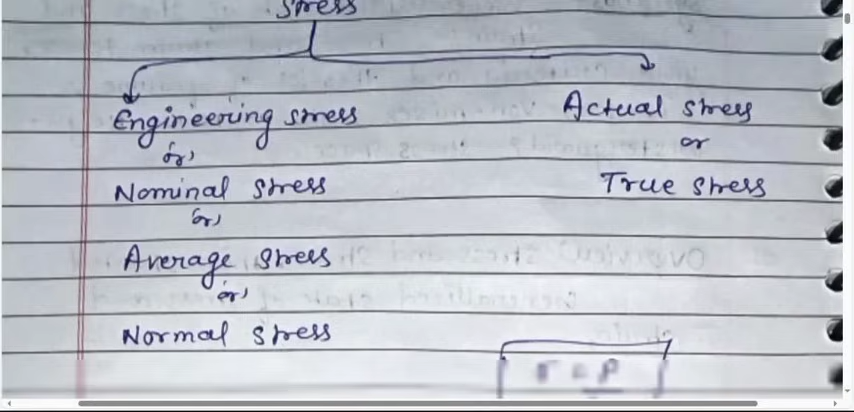 Stress
Engineering stress
or,
Nominal stress
or,
Average stress
or,
Normal stress
Actual stress
or
True stress